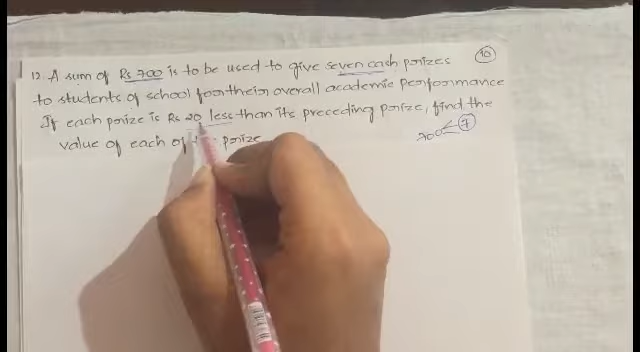 12. A sum of Rs 700 is to be used to give seven cash prizes
10
to students of school for their overall academic performance
If each prize is Rs 20 less than its preceding prize, find the
value of each of prize
700 7